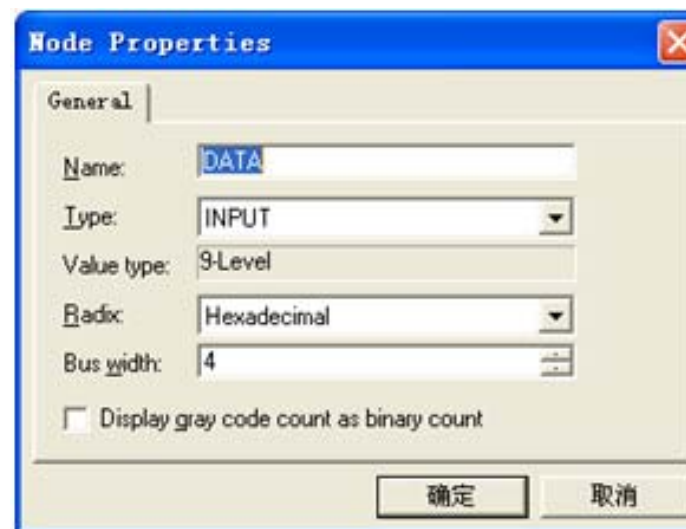 Node Properties
General
Name: DATA
Type: INPUT
Value type: 9-Level
Radix: Hexadecimal
Bus width: 4
Display gray code count as binary count
确定 取消